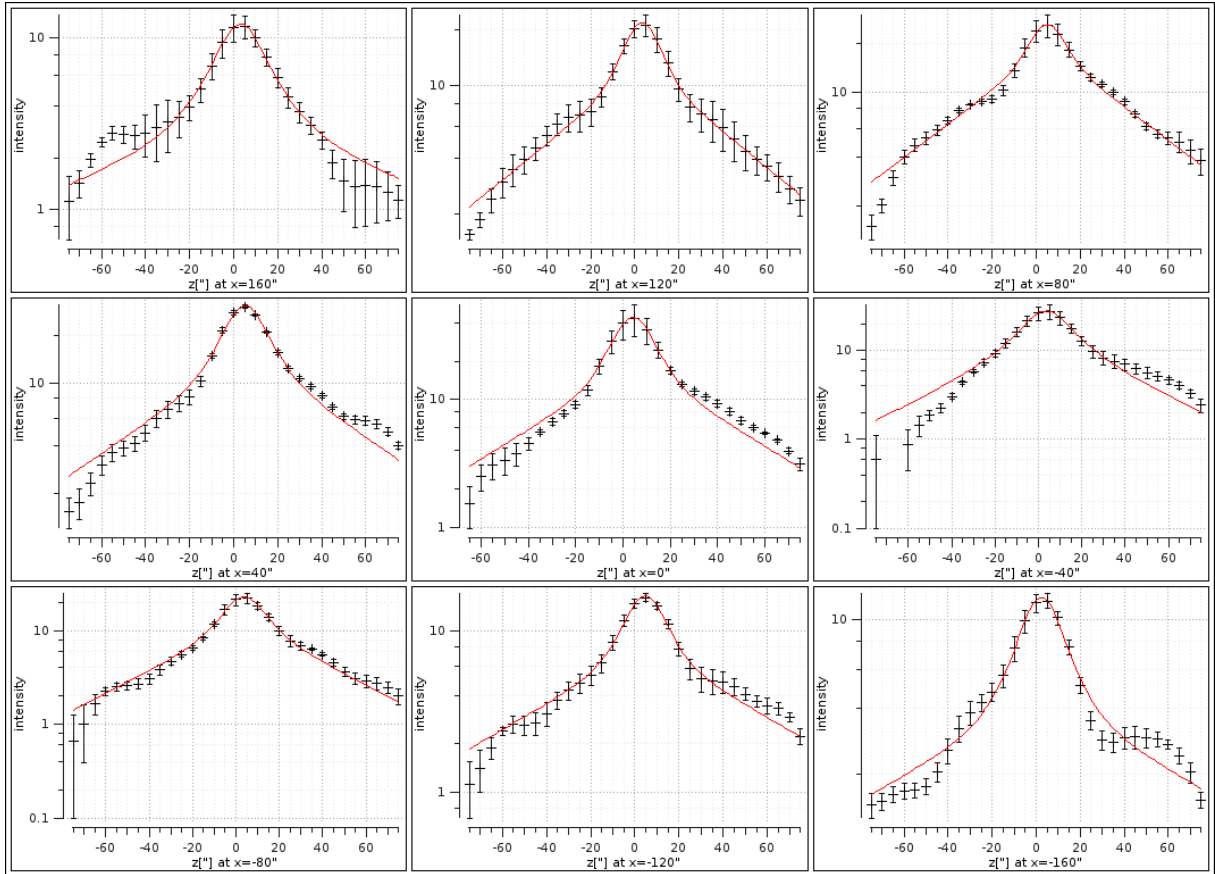 10
1
intensity
-60 -40 -20 0 20 40 60
z["] at x=160"
10
intensity
-60 -40 -20 0 20 40 60
z["] at x=120"
10
intensity
-60 -40 -20 0 20 40 60
z["] at x=80"
10
intensity
-60 -40 -20 0 20 40 60
z["] at x=40"
10
1
intensity
-60 -40 -20 0 20 40 60
z["] at x=0"
10
1
0.1
intensity
-60 -40 -20 0 20 40 60
z["] at x=-40"
10
1
0.1
intensity
-60 -40 -20 0 20 40 60
z["] at x=-80"
10
1
intensity
-60 -40 -20 0 20 40 60
z["] at x=-120"
10
intensity
-60 -40 -20 0 20 40 60
z["] at x=-160"